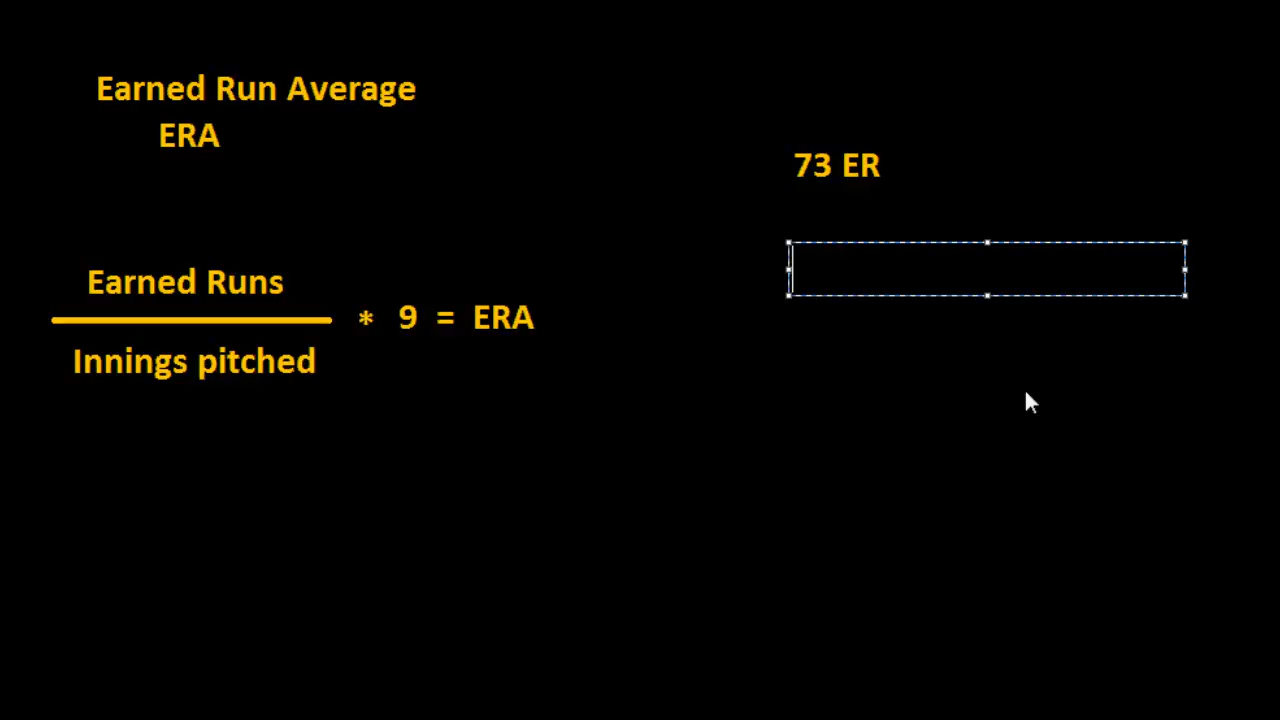 Earned Run Average
ERA
73 ER
Earned Runs
Innings pitched
* 9 = ERA